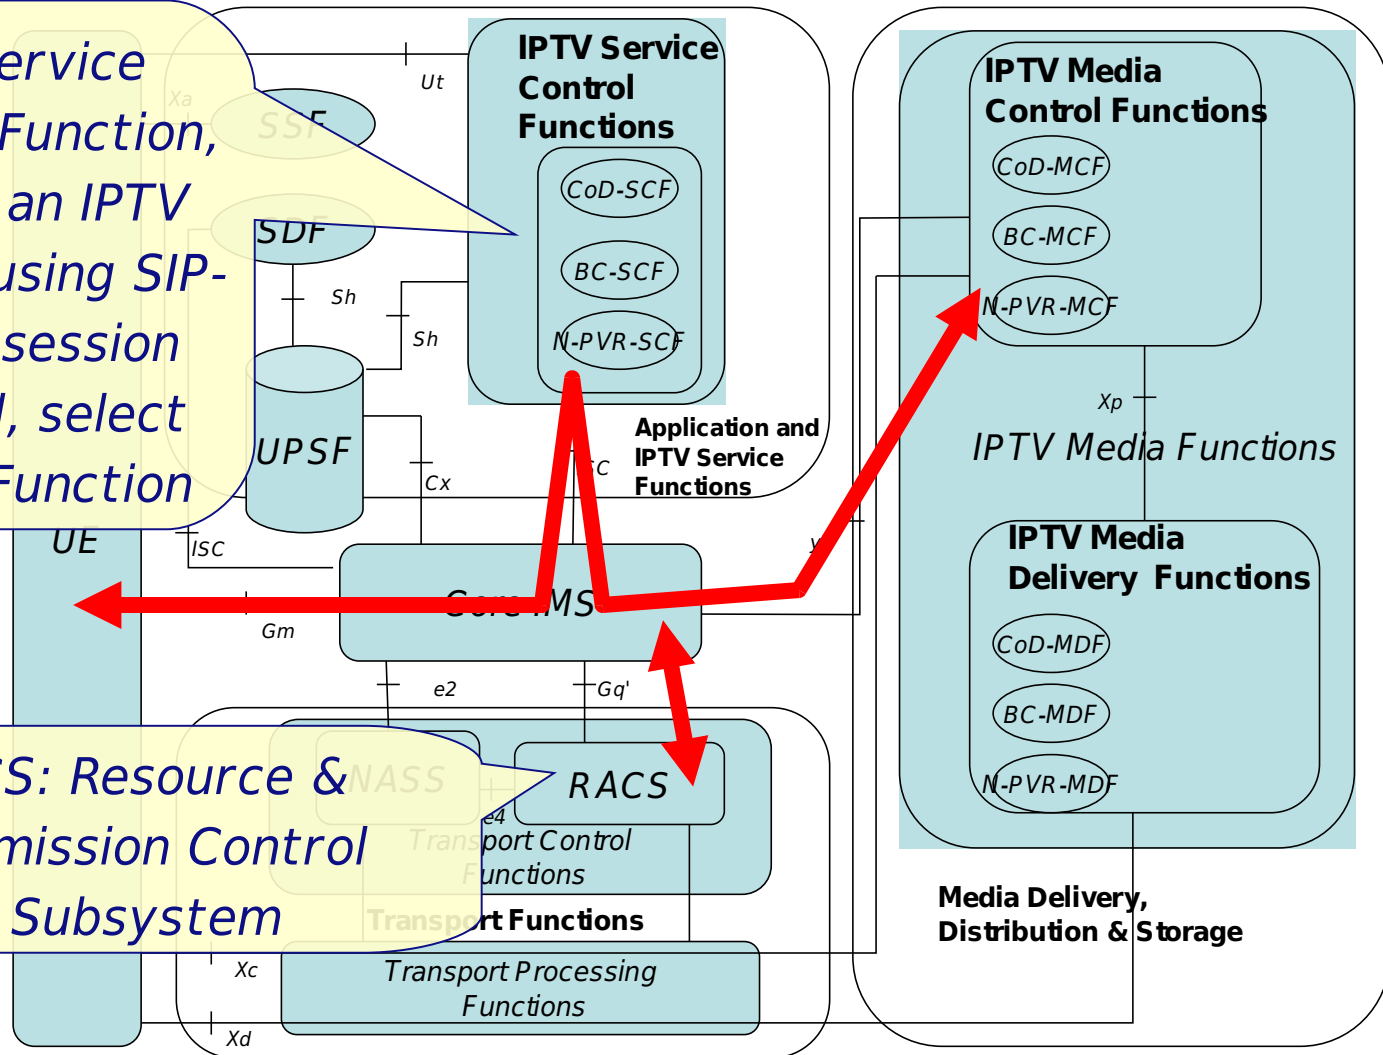 ervice
Function,
an IPTV
using SIP-
session
, select
Function
UE
Xa
SSF
SDF
Ut
IPTV Service
Control
Functions
CoD-SCF
BC-SCF
N-PVR-SCF
Sh
Sh
UPSF
Cx
Application and
IPTV Service
Functions
ISC
Gm
Core IMS
e2
Gq'
S: Resource &
mission Control
Subsystem
NASS
RACS
e4
Transport Control
Functions
Transport Functions
Transport Processing
Functions
Xc
Xd
IPTV Media
Control Functions
CoD-MCF
BC-MCF
N-PVR-MCF
Xp
IPTV Media Functions
IPTV Media
Delivery Functions
CoD-MDF
BC-MDF
N-PVR-MDF
Media Delivery,
Distribution & Storage